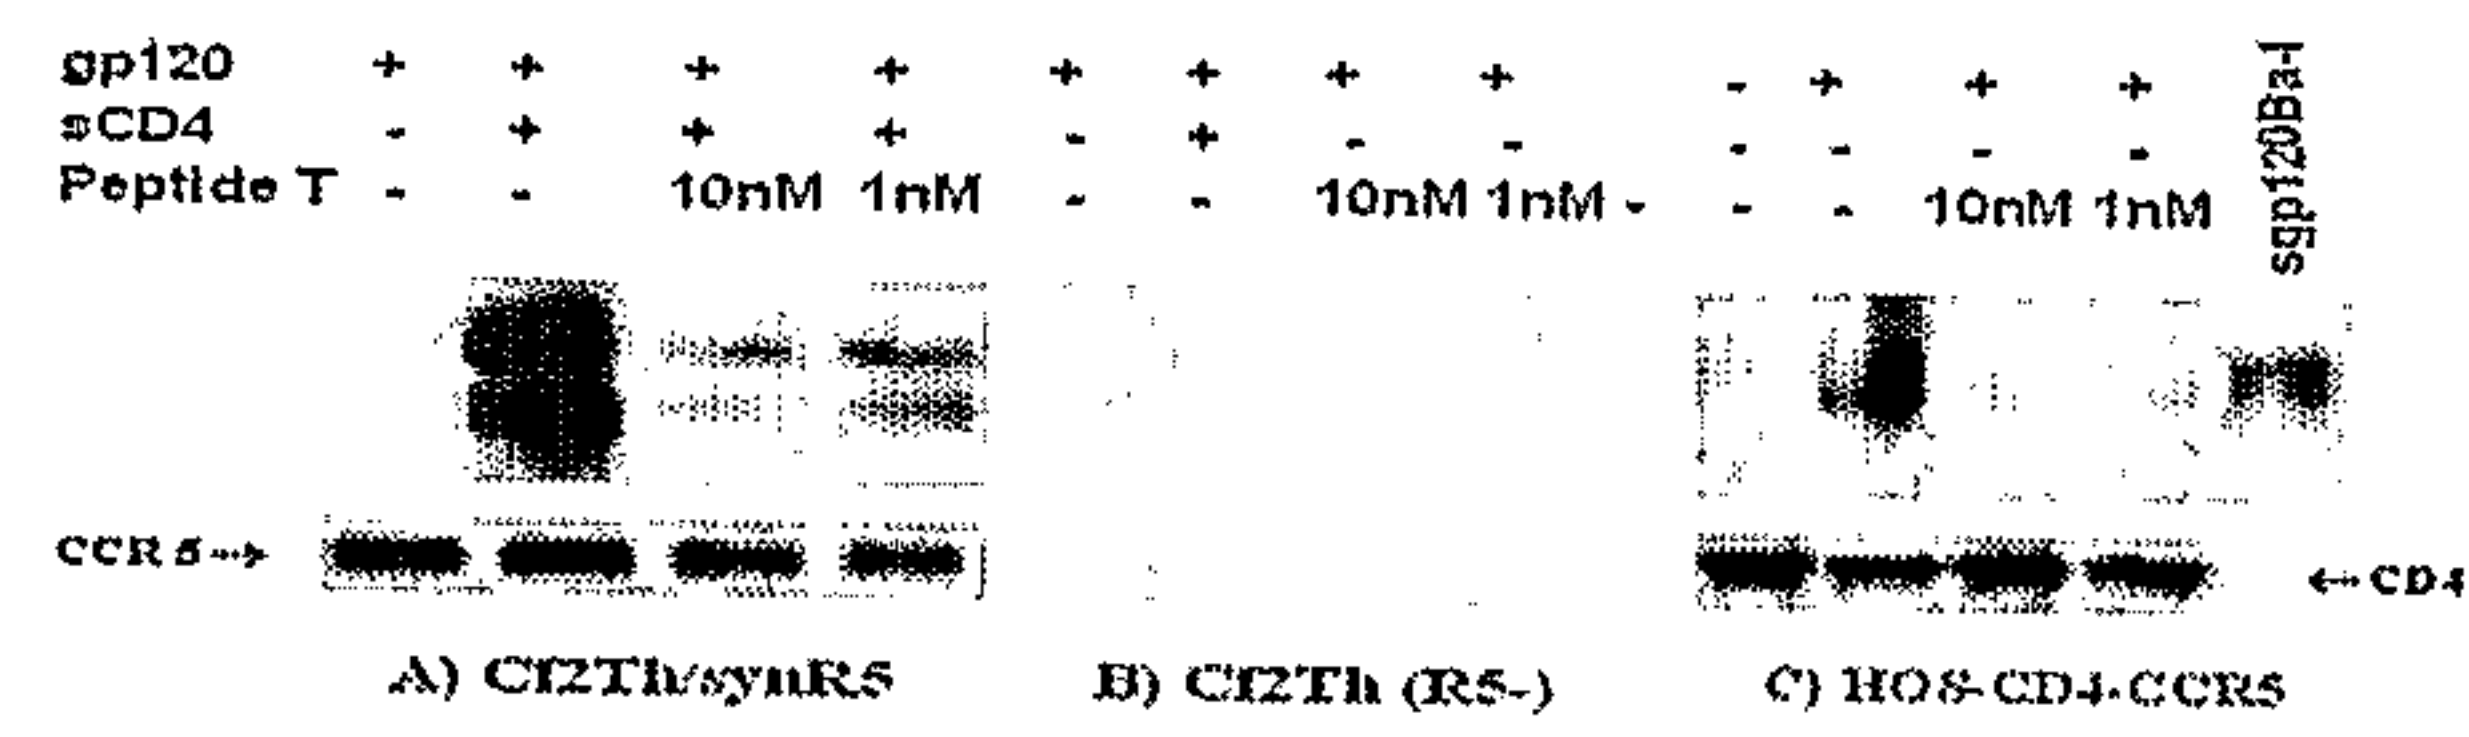 gp120 + + + + + + + + - + + +
sCD4 - + + + - + - - - - - -
Peptide T - - 10nM 1nM - - 10nM 1nM - - - 10nM 1nM
sgp120Ba-l
CCR5→
←CD4
A) Cf2Th/synR5 B) Cf2Th (R5-) C) HOS-CD4-CCR5